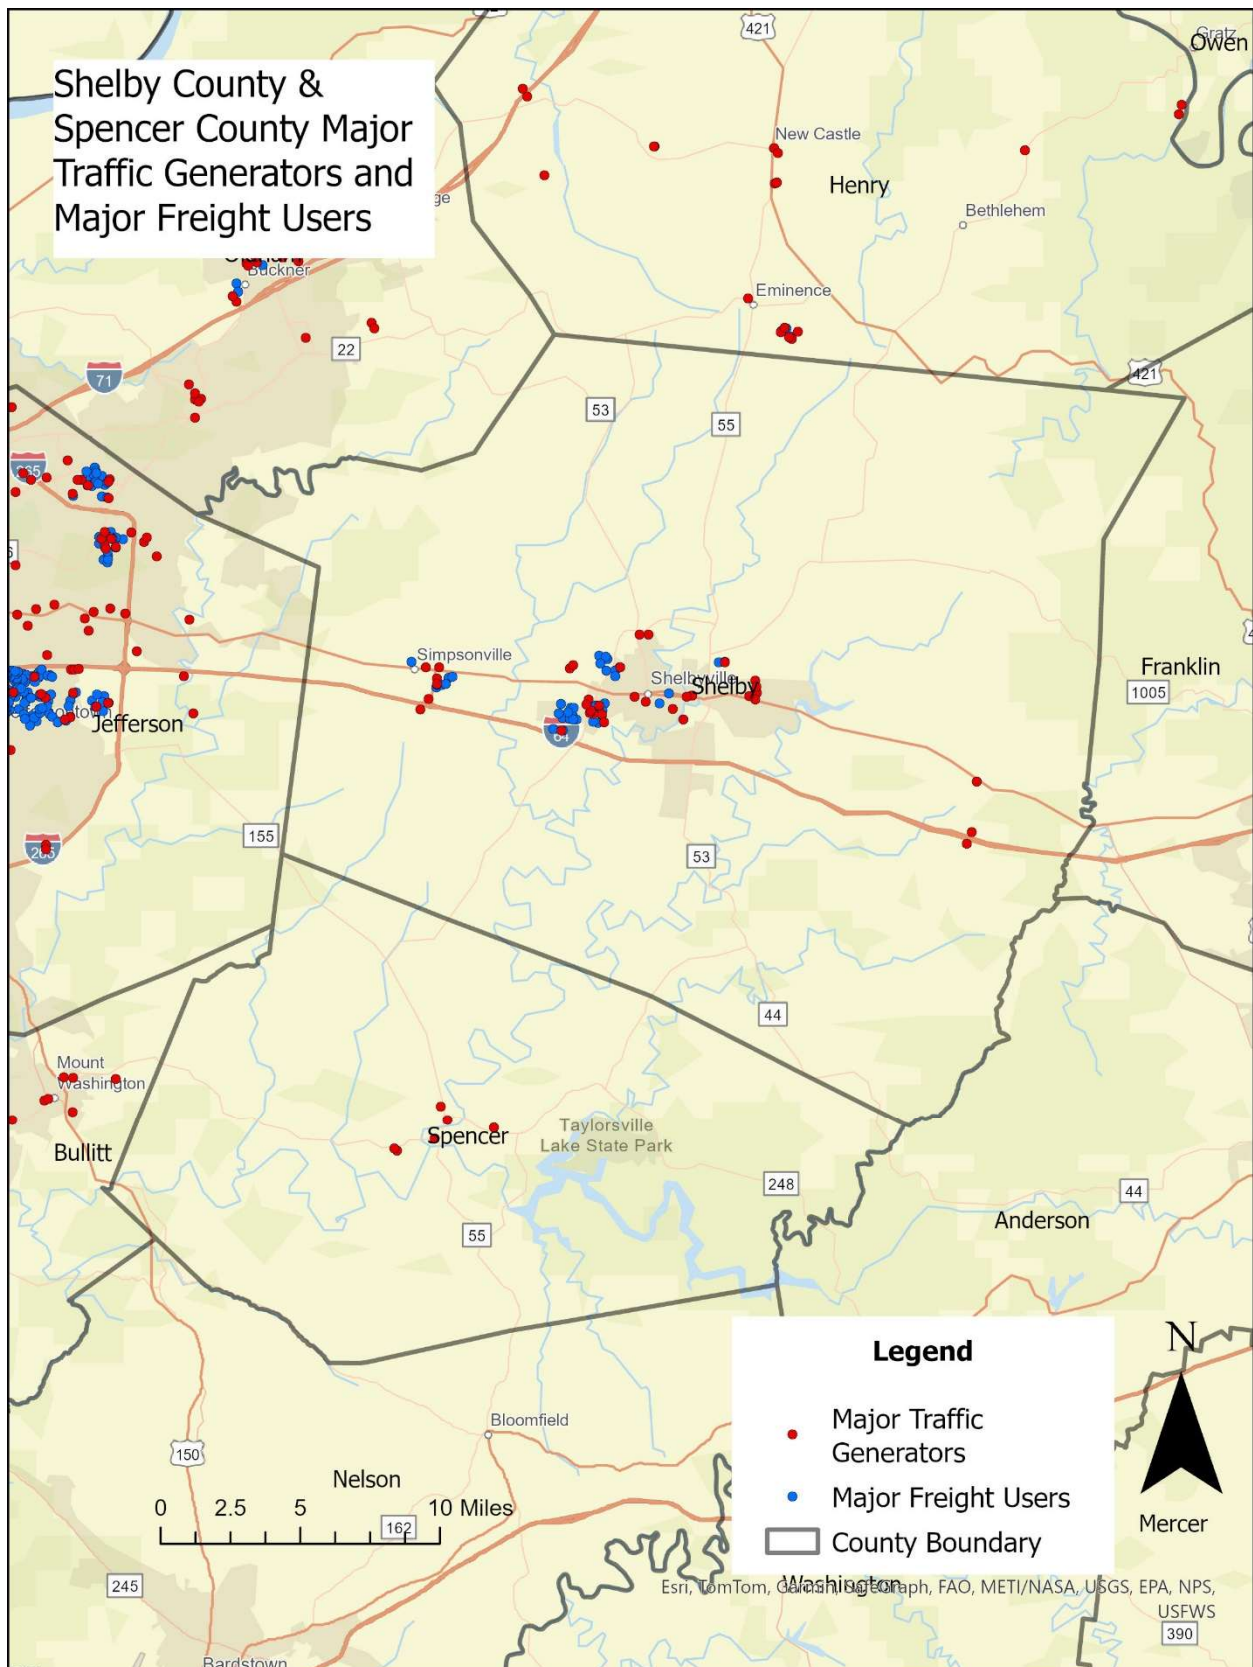 Shelby County &
Spencer County Major
Traffic Generators and
Major Freight Users
421
Gratz
Owen
New Castle
Henry
Bethlehem
ge
Buckner
Eminence
22
71
421
53
55
265
Simpsonville
Shelbyville
Shelby
Franklin
1005
Jefferson
64
155
53
265
44
Mount
Washington
Taylorsville
Lake State Park
Spencer
Bullitt
248
44
Anderson
55
Legend
N
Major Traffic
Generators
Major Freight Users
County Boundary
Bloomfield
150
Nelson
0 2.5 5 10 Miles
162
Mercer
Washington
245
Esri, TomTom, Garmin, SafeGraph, FAO, METI/NASA, USGS, EPA, NPS,
USFWS
390
Bardstown